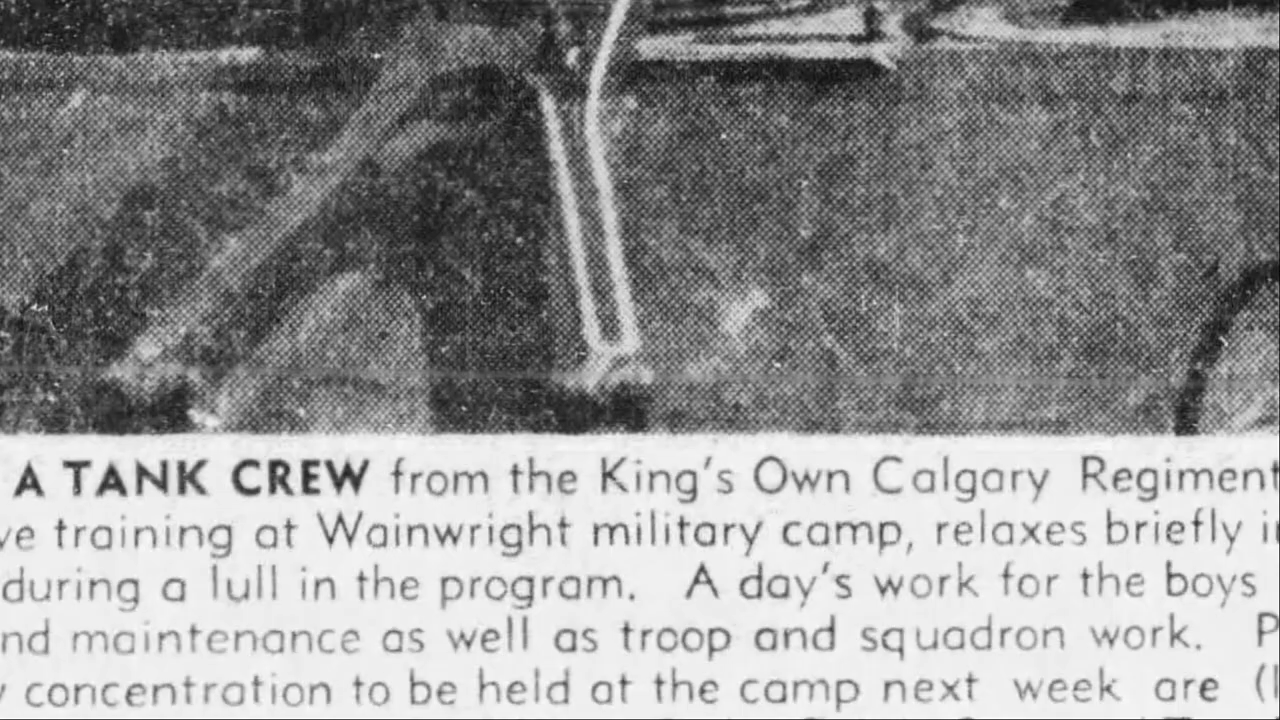 A TANK CREW from the King's Own Calgary Regiment
training at Wainwright military camp, relaxes briefly
during a lull in the program. A day's work for the boys
maintenance as well as troop and squadron work.
concentration to be held at the camp next week are